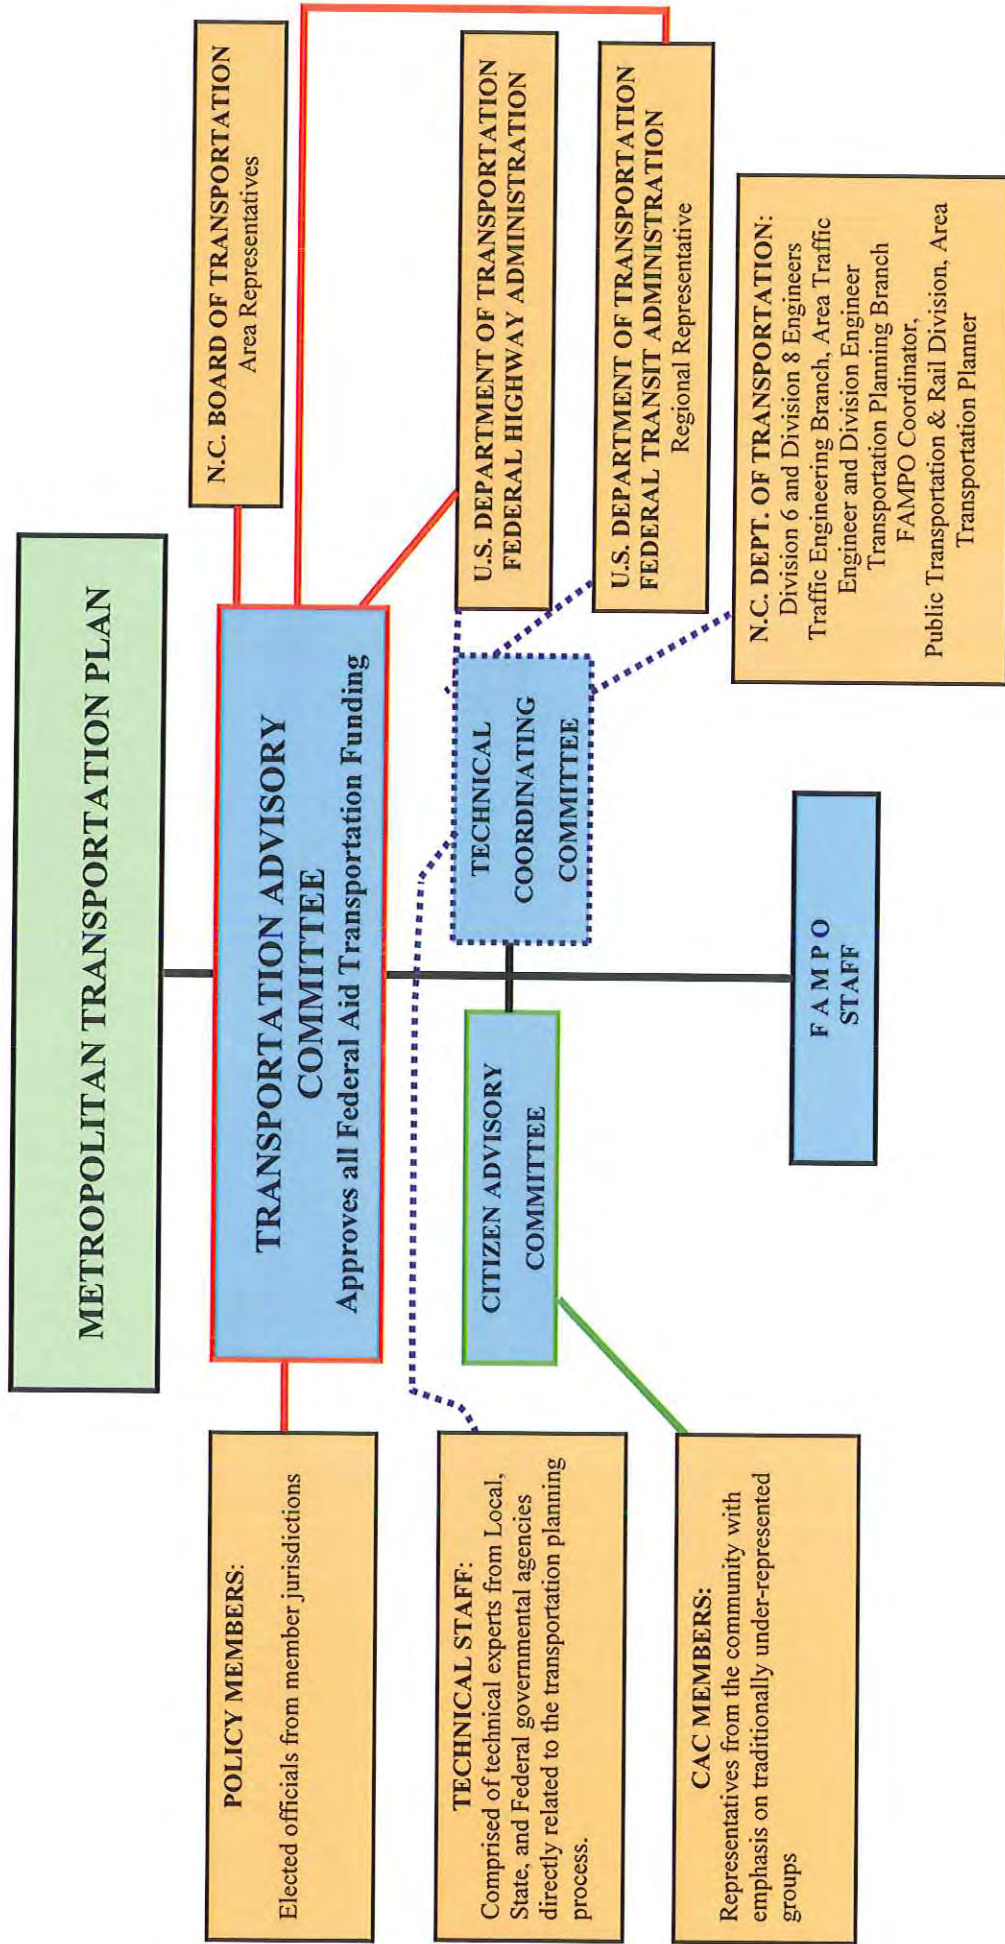 METROPOLITAN TRANSPORTATION PLAN
TRANSPORTATION ADVISORY
COMMITTEE
Approves all Federal Aid Transportation Funding
POLICY MEMBERS:
Elected officials from member jurisdictions
N.C. BOARD OF TRANSPORTATION
Area Representatives
TECHNICAL STAFF:
Comprised of technical experts from Local,
State, and Federal governmental agencies
directly related to the transportation planning
process.
CITIZEN ADVISORY
COMMITTEE
TECHNICAL
COORDINATING
COMMITTEE
U.S. DEPARTMENT OF TRANSPORTATION
FEDERAL HIGHWAY ADMINISTRATION
U.S. DEPARTMENT OF TRANSPORTATION
FEDERAL TRANSIT ADMINISTRATION
Regional Representative
CAC MEMBERS:
Representatives from the community with
emphasis on traditionally under-represented
groups
F A M P O
STAFF
N.C. DEPT. OF TRANSPORTATION:
Division 6 and Division 8 Engineers
Traffic Engineering Branch, Area Traffic
Engineer and Division Engineer
Transportation Planning Branch
FAMPO Coordinator,
Public Transportation & Rail Division, Area
Transportation Planner